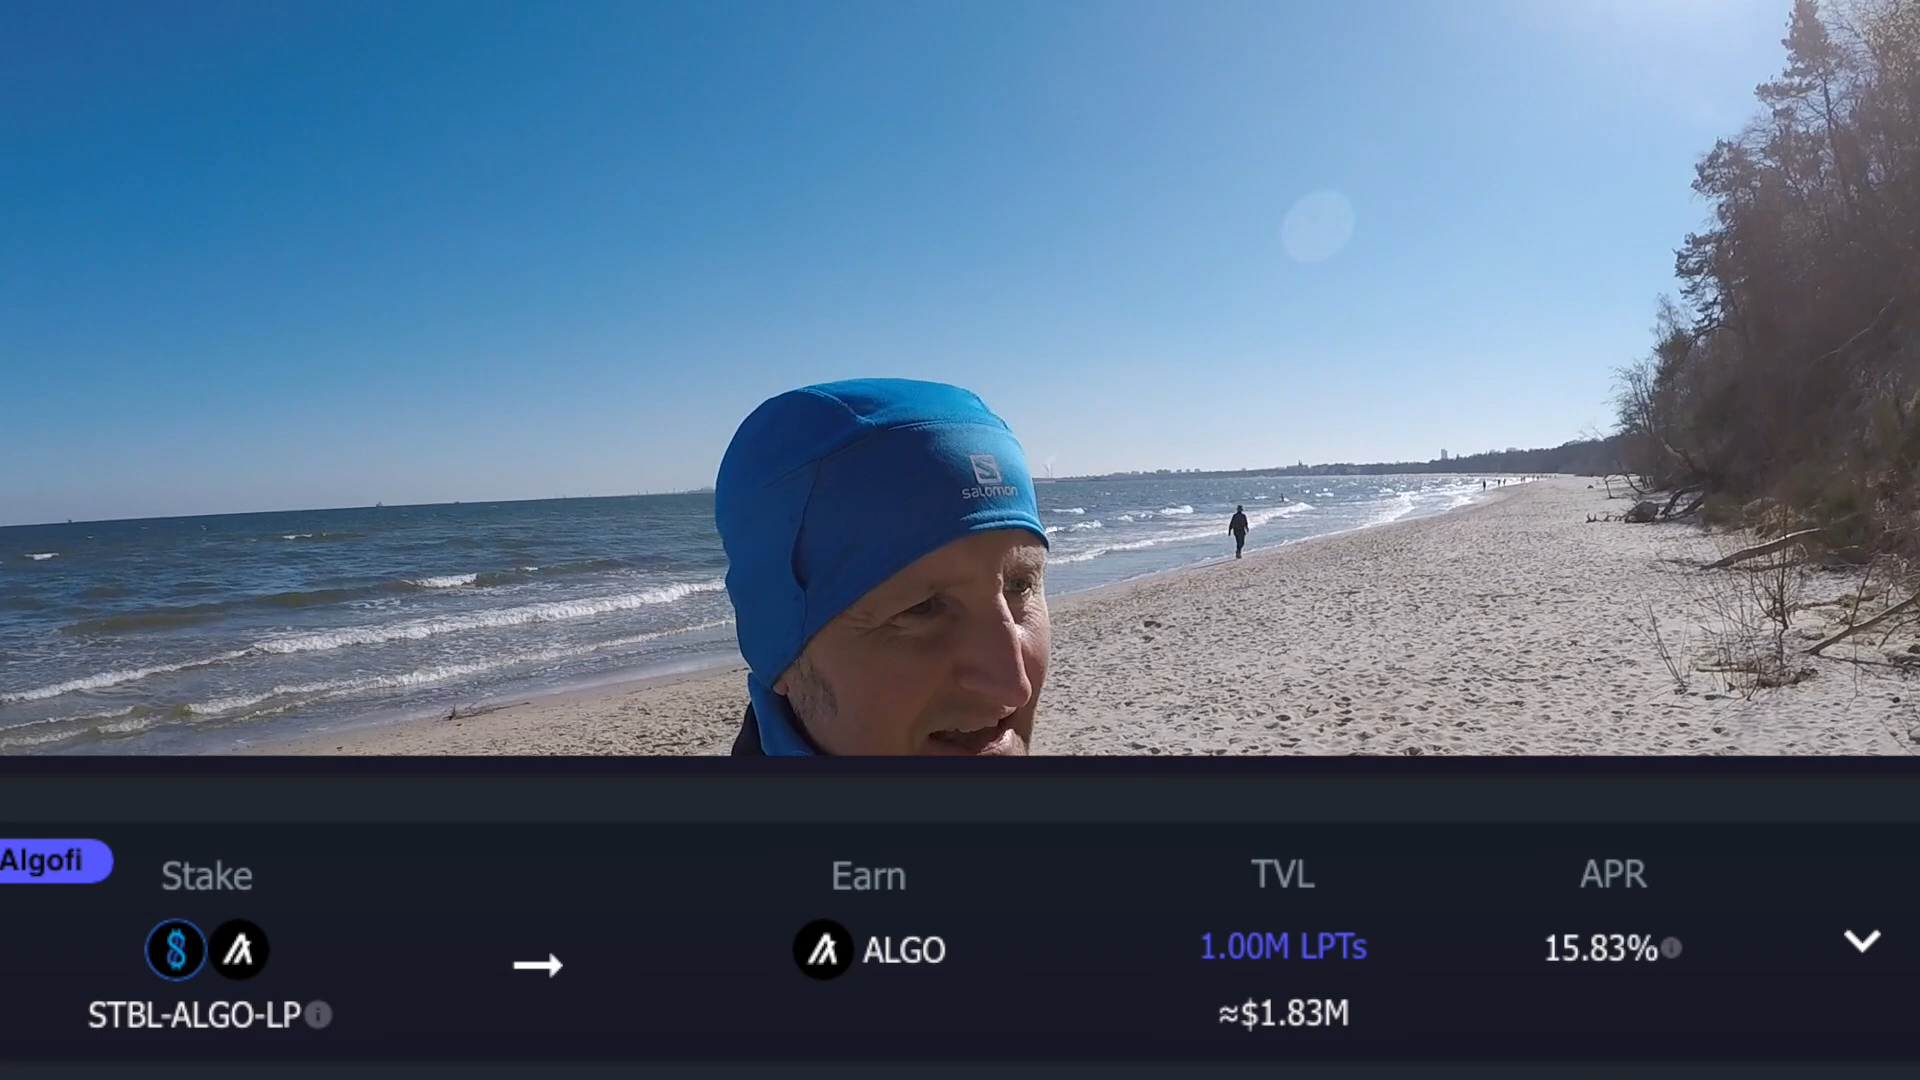 salomon
Algofi
Stake
Earn
TVL
APR
ALGO
1.00M LPTs
15.83%
STBL-ALGO-LP
≈$1.83M